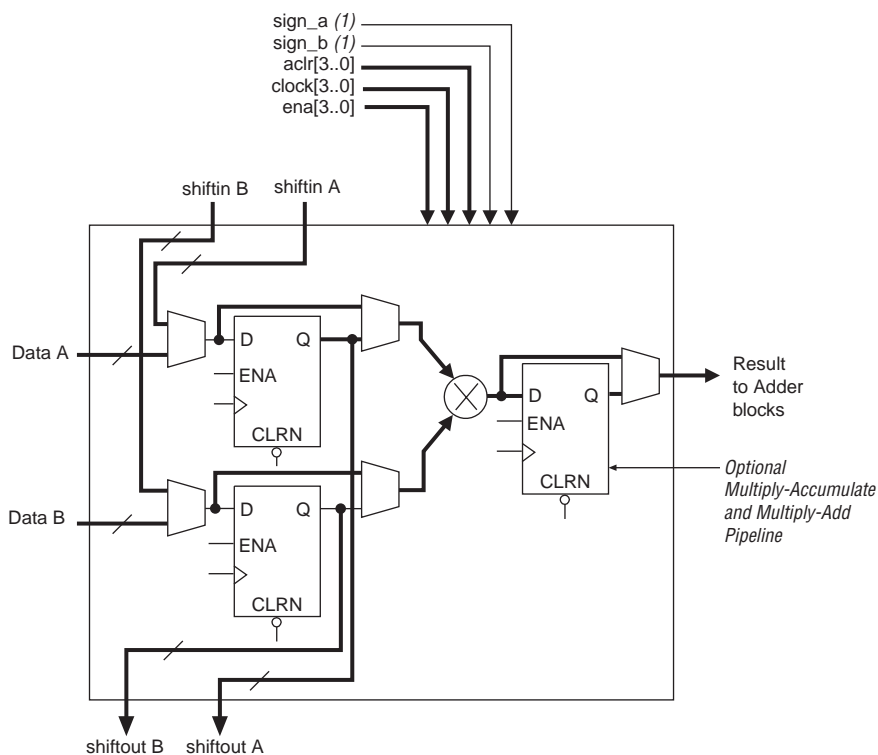 sign_a (1)
sign_b (1)
aclr[3..0]
clock[3..0]
ena[3..0]
shiftin B
shiftin A
Data A
D
Q
ENA
CLRN
Data B
D
Q
ENA
CLRN
D
Q
ENA
CLRN
Result
to Adder
blocks
Optional
Multiply-Accumulate
and Multiply-Add
Pipeline
shiftout B
shiftout A